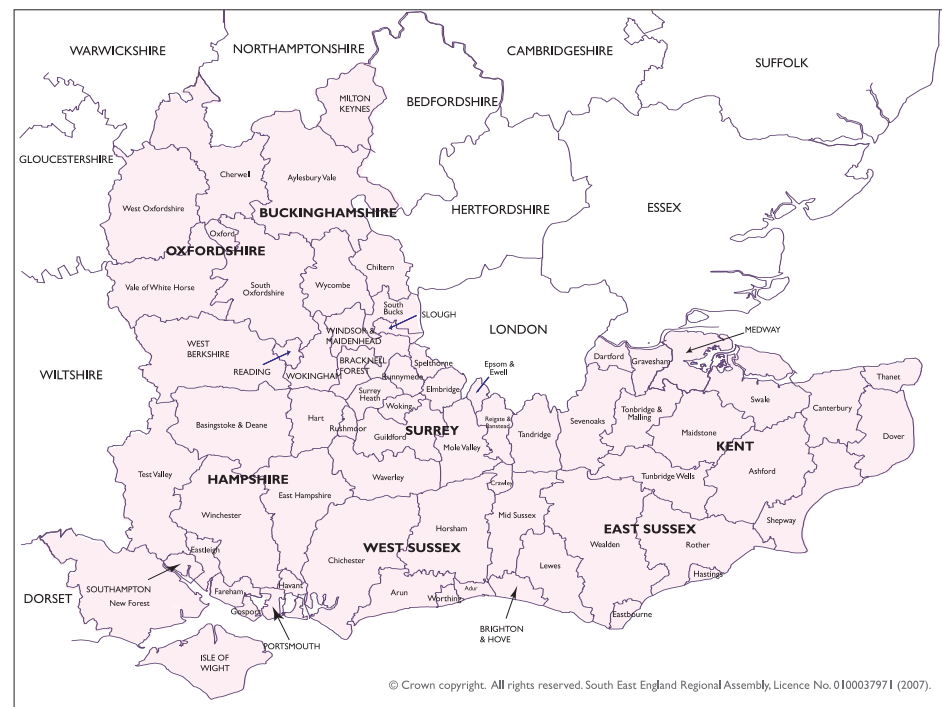 WARWICKSHIRE
NORTHAMPTONSHIRE
CAMBRIDGESHIRE
SUFFOLK
MILTON
KEYNES
BEDFORDSHIRE
GLOUCESTERSHIRE
Cherwell
Aylesbury Vale
West Oxfordshire
BUCKINGHAMSHIRE
HERTFORDSHIRE
ESSEX
Oxford
OXFORDSHIRE
Chiltern
Vale of White Horse
South
Oxfordshire
Wycombe
South
Bucks
SLOUGH
LONDON
MEDWAY
WINDSOR &
MAIDENHEAD
WEST
BERKSHIRE
READING
WOKINGHAM
BRACKNELL
FOREST
Runnymede
Spelthorne
Epsom &
Ewell
Dartford
Gravesham
WILTSHIRE
Elmbridge
Thanet
Surrey
Heath
Woking
Swale
Canterbury
Basingstoke & Deane
Hart
Rushmoor
Guildford
SURREY
Reigate &
Banstead
Mole Valley
Tandridge
Sevenoaks
Tonbridge &
Malling
Maidstone
KENT
Dover
Test Valley
HAMPSHIRE
East Hampshire
Waverley
Crawley
Tunbridge Wells
Ashford
Winchester
Horsham
Mid Sussex
EAST SUSSEX
Shepway
Eastleigh
Chichester
WEST SUSSEX
Wealden
Rother
Lewes
SOUTHAMPTON
New Forest
DORSET
Fareham
Havant
Gosport
Arun
Worthing
Adur
Hastings
Eastbourne
PORTSMOUTH
BRIGHTON
& HOVE
ISLE OF
WIGHT
© Crown copyright. All rights reserved. South East England Regional Assembly, Licence No. 0100037971 (2007).